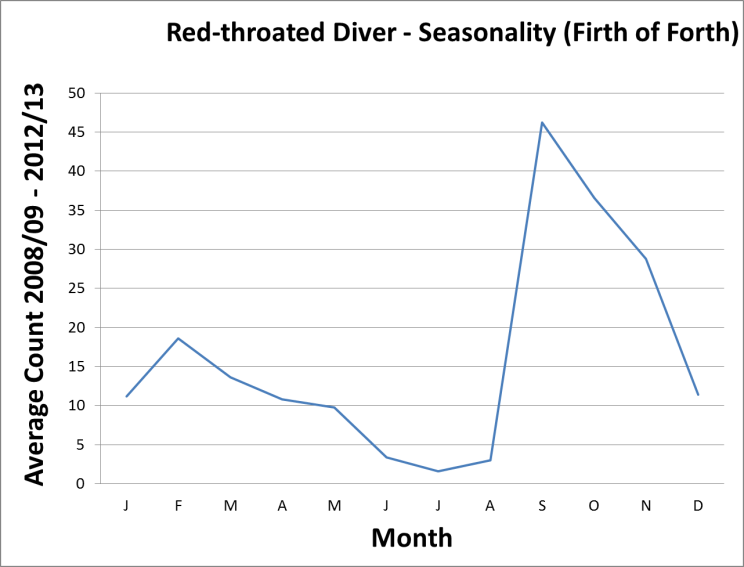 Red-throated Diver - Seasonality (Firth of Forth)
Average Count 2008/09 - 2012/13
50
45
40
35
30
25
20
15
10
5
0
J F M A M J J A S O N D
Month